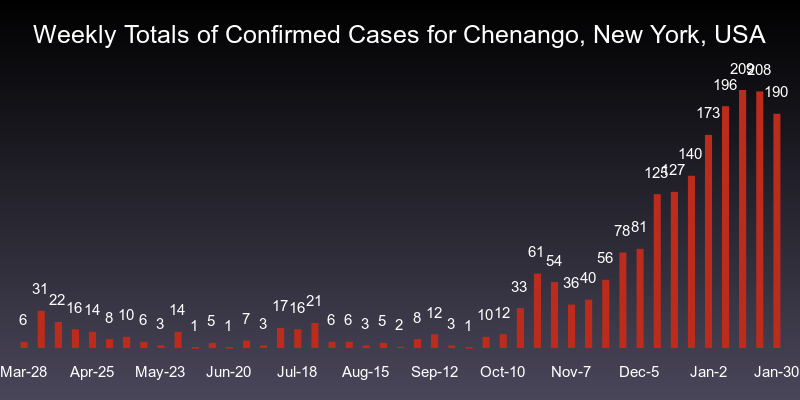 Weekly Totals of Confirmed Cases for Chenango, New York, USA
6 31 22 16 14 8 10 6 3 14 1 5 1 7 3 17 16 21 6 6 3 5 2 8 12 3 1 10 12 33 61 54 36 40 56 78 81 125 127 140 173 196 209 208 190
Mar-28 Apr-25 May-23 Jun-20 Jul-18 Aug-15 Sep-12 Oct-10 Nov-7 Dec-5 Jan-2 Jan-30